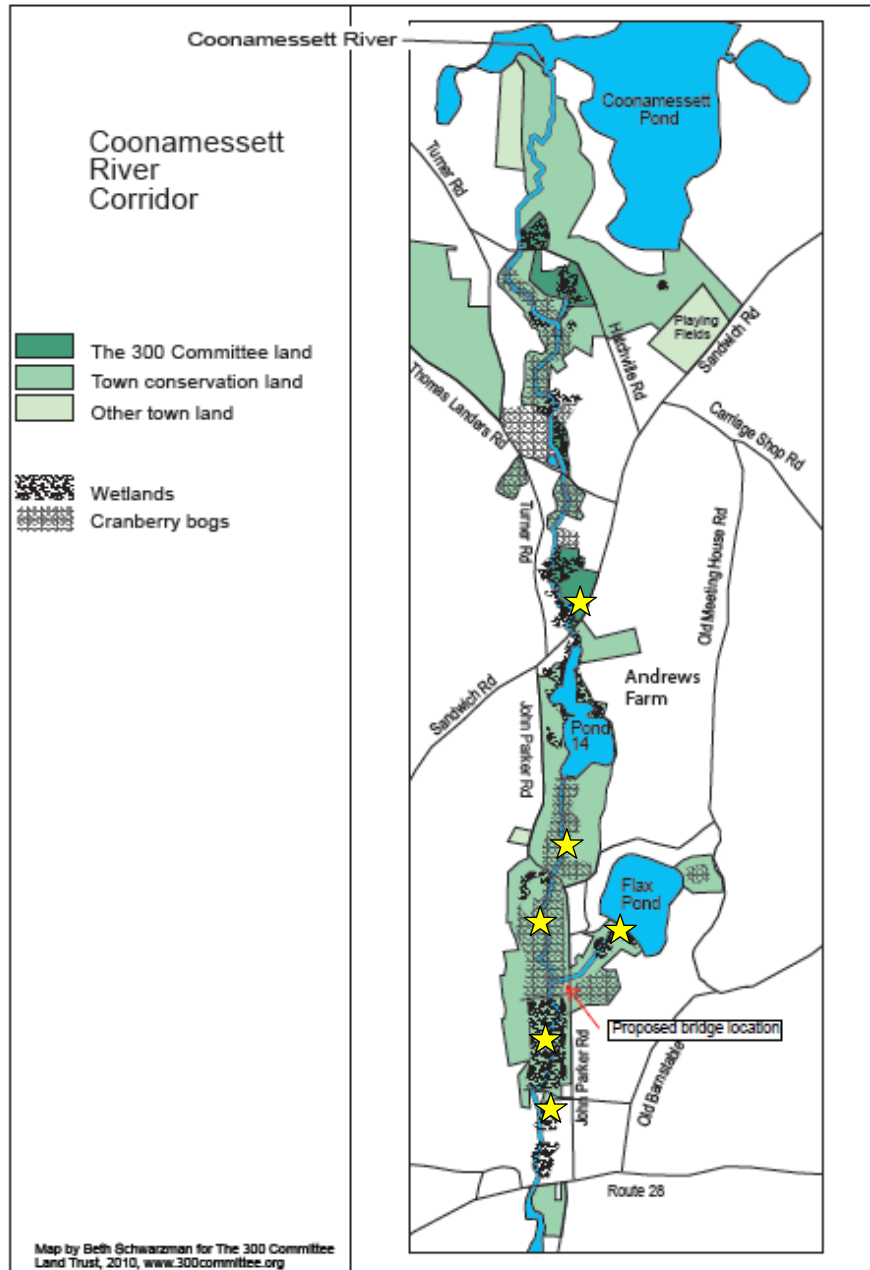 Coonamessett River
Coonamessett
River
Corridor
The 300 Committee land
Town conservation land
Other town land
Wetlands
Cranberry bogs
Coonamessett
Pond
Turner Rd
Playing
Fields
Sandwich Rd
Hatchville Rd
Thomas Landers Rd
Carriage Shop Rd
Turner Rd
Old Meeting House Rd
Sandwich Rd
John Parker Rd
Andrews
Farm
Pond
14
Flax
Pond
Proposed bridge location
John Parker Rd
Old Barnstable
Route 28
Map by Beth Schwarzman for The 300 Committee
Land Trust, 2010, www.300committee.org